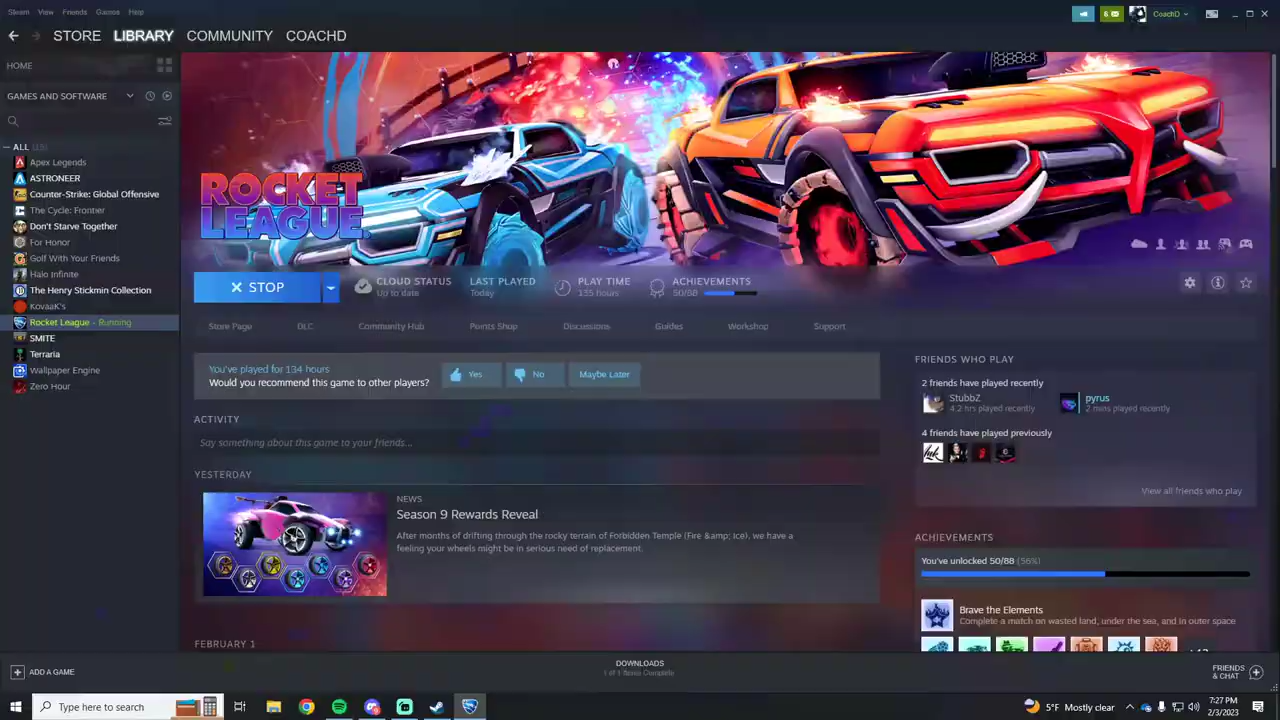 Steam View Friends Games Help
6
CoachD
STORE LIBRARY COMMUNITY COACHD
HOME
GAMES AND SOFTWARE
ALL
Apex Legends
ASTRONEER
Counter-Strike: Global Offensive
The Cycle: Frontier
Don't Starve Together
For Honor
Golf With Your Friends
Halo Infinite
The Henry Stickmin Collection
KovaaK's
Rocket League - Running
SMITE
Terraria
Wallpaper Engine
Zero Hour
ROCKET
LEAGUE
STOP
CLOUD STATUS
Up to date
LAST PLAYED
Today
PLAY TIME
135 hours
ACHIEVEMENTS
50/88
Store Page DLC Community Hub Points Shop Discussions Guides Workshop Support
You've played for 134 hours
Would you recommend this game to other players?
Yes No Maybe Later
ACTIVITY
Say something about this game to your friends...
YESTERDAY
NEWS
Season 9 Rewards Reveal
After months of drifting through the rocky terrain of Forbidden Temple (Fire &amp; Ice), we have a
feeling your wheels might be in serious need of replacement.
FEBRUARY 1
FRIENDS WHO PLAY
2 friends have played recently
StubbZ
4.2 hrs played recently
pyrus
2 mins played recently
4 friends have played previously
View all friends who play
ACHIEVEMENTS
You've unlocked 50/88 (56%)
Brave the Elements
Complete a match on wasted land, under the sea, and in outer space
ADD A GAME
DOWNLOADS
1 of 1 Items Complete
FRIENDS
& CHAT
Type here to search
5°F Mostly clear
7:27 PM
2/3/2023